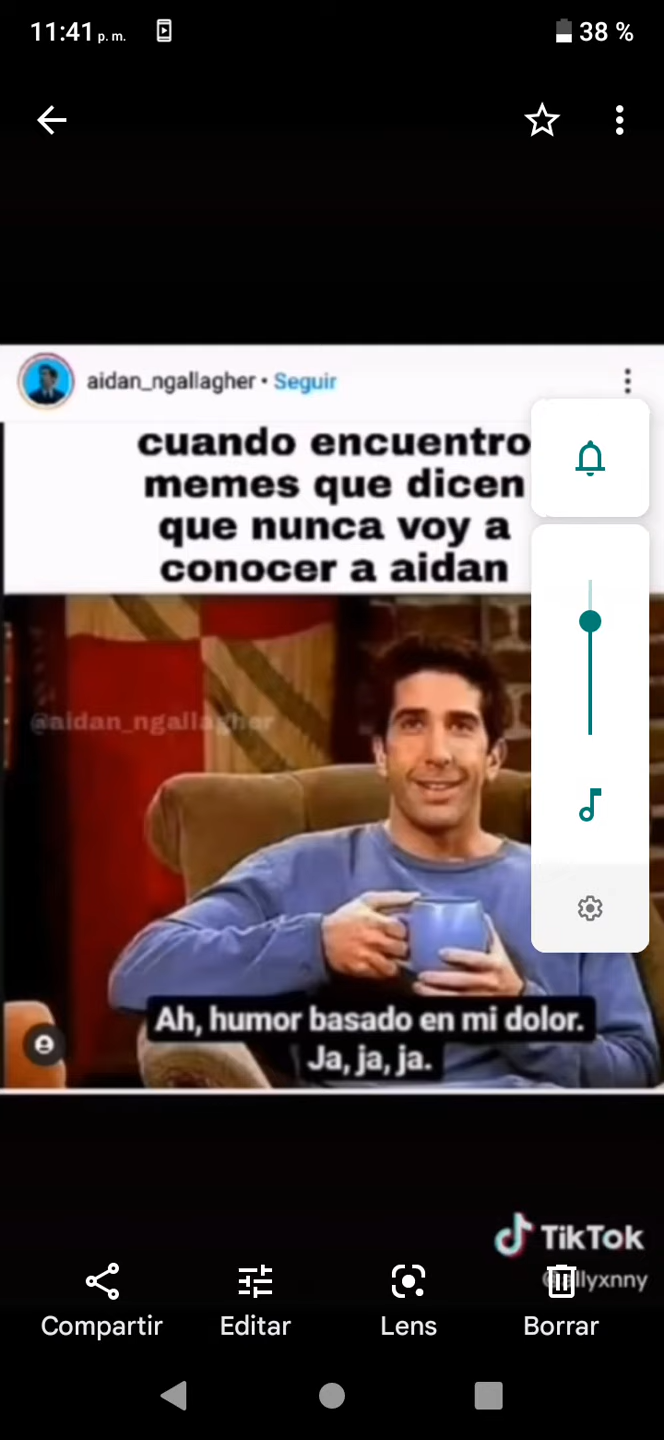 11:41 p. m.
38 %
aidan_ngallagher • Seguir
cuando encuentro
memes que dicen
que nunca voy a
conocer a aidan
@aidan_ngallagher
Ah, humor basado en mi dolor.
Ja, ja, ja.
TikTok
Compartir
Editar
Lens
Borrar